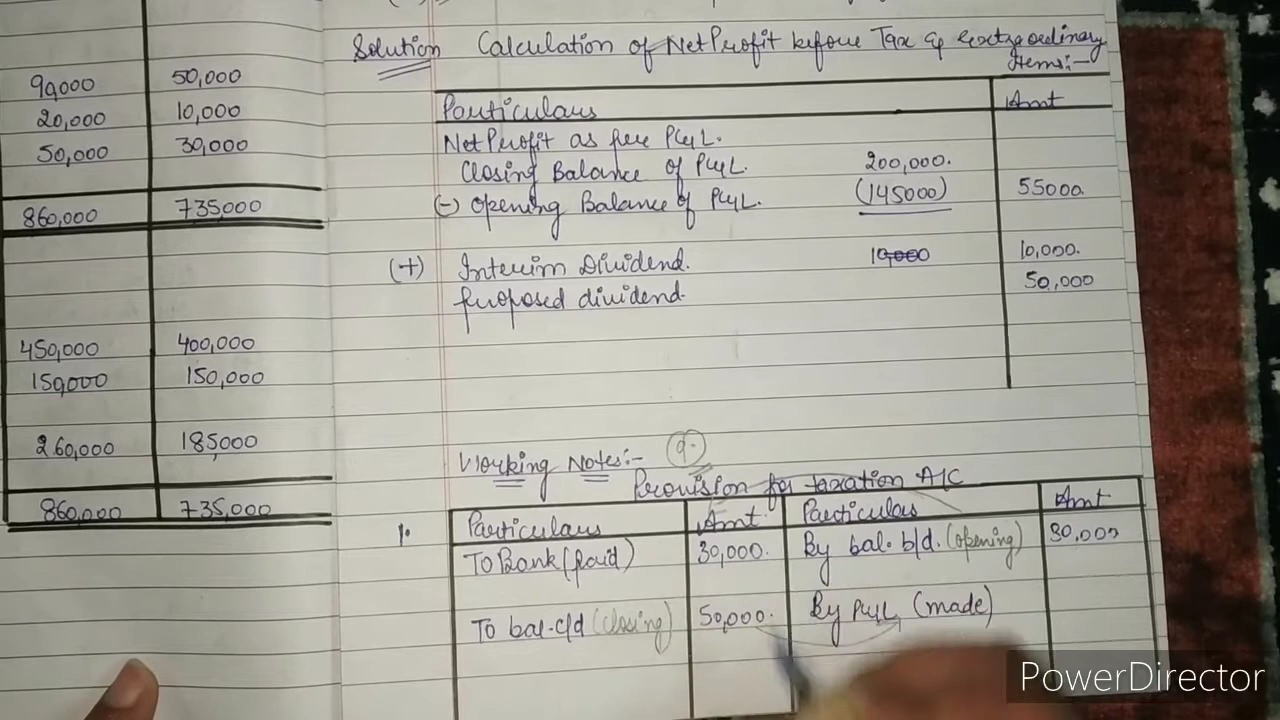 90,000 50,000
20,000 10,000
50,000 30,000
860,000 735,000
450,000 400,000
150,000 150,000
260,000 185,000
860,000 735,000
Solution Calculation of Net Profit before Tax & Extraordinary
Items:-
Particulars Amt
Net Profit as per P&L.
Closing Balance of P&L. 200,000.
(-) Opening Balance of P&L. (145000) 55000.
(+) Interim Dividend. 10,000 10,000.
Proposed dividend. 50,000
Working Notes:-
Provision for taxation A/C
1. Particulars Amt Particulars Amt
To Bank (paid) 30,000. By bal. b/d. (opening) 30,000
To bal. c/d (closing) 50,000. By P&L (made)
PowerDirector